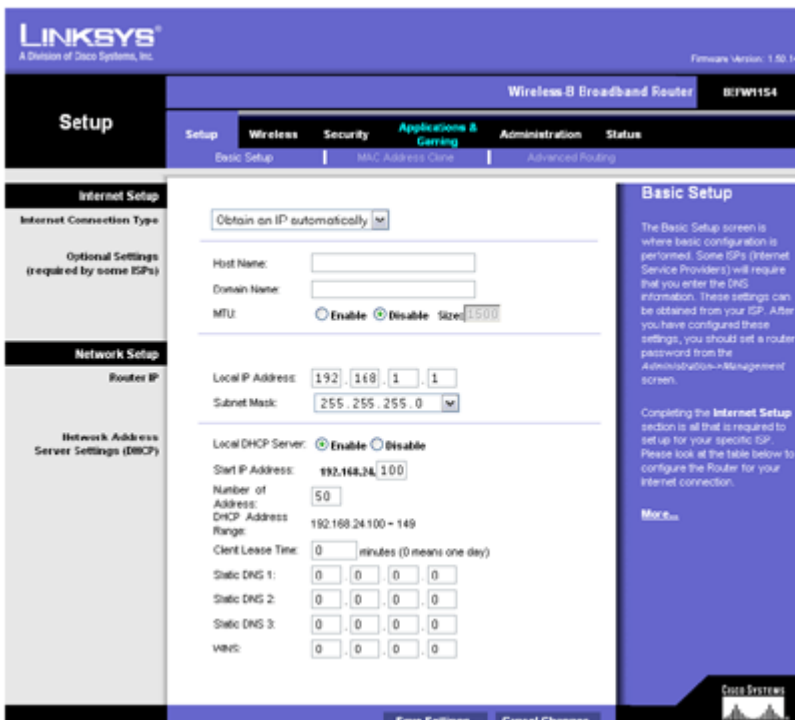 LINKSYS®
A Division of Cisco Systems, Inc.
Firmware Version: 1.50.1
Wireless-B Broadband Router BEFW11S4
Setup
Setup Wireless Security Applications & Gaming Administration Status
Basic Setup MAC Address Clone Advanced Routing
Internet Setup
Internet Connection Type
Obtain an IP automatically
Optional Settings
(required by some ISPs)
Host Name:
Domain Name:
MTU: Enable Disable Size: 1500
Network Setup
Router IP
Local IP Address: 192 . 168 . 1 . 1
Subnet Mask: 255.255.255.0
Network Address
Server Settings (DHCP)
Local DHCP Server: Enable Disable
Start IP Address: 192.168.24. 100
Number of
Address: 50
DHCP Address
Range: 192.168.24.100 ~ 149
Client Lease Time: 0 minutes (0 means one day)
Static DNS 1: 0 . 0 . 0 . 0
Static DNS 2: 0 . 0 . 0 . 0
Static DNS 3: 0 . 0 . 0 . 0
WINS: 0 . 0 . 0 . 0
Basic Setup
The Basic Setup screen is
where basic configuration is
performed. Some ISPs (Internet
Service Providers) will require
that you enter the DNS
information. These settings can
be obtained from your ISP. After
you have configured these
settings, you should set a router
password from the
Administration->Management
screen.
Completing the Internet Setup
section is all that is required to
set up for your specific ISP.
Please look at the table below to
configure the Router for your
Internet connection.
More...
CISCO SYSTEMS
Save Settings Cancel Changes